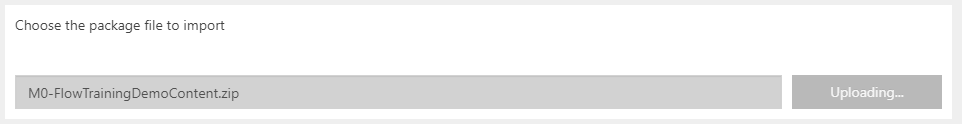 Choose the package file to import
M0-FlowTrainingDemoContent.zip
Uploading...